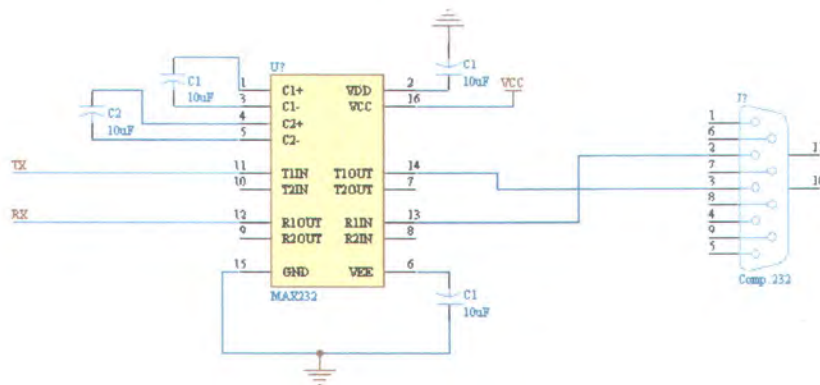 U?
C1
10uF
C2
10uF
1
3
4
5
C1+
C1-
C2+
C2-
VDD
VCC
2
16
C1
10uF
VCC
TX
11
10
T1IN
T2IN
T1OUT
T2OUT
14
7
RX
12
9
R1OUT
R2OUT
R1IN
R2IN
13
8
15
GND
VEE
6
MAX232
C1
10uF
J?
1
6
2
7
3
8
4
9
5
11
10
Comp.232